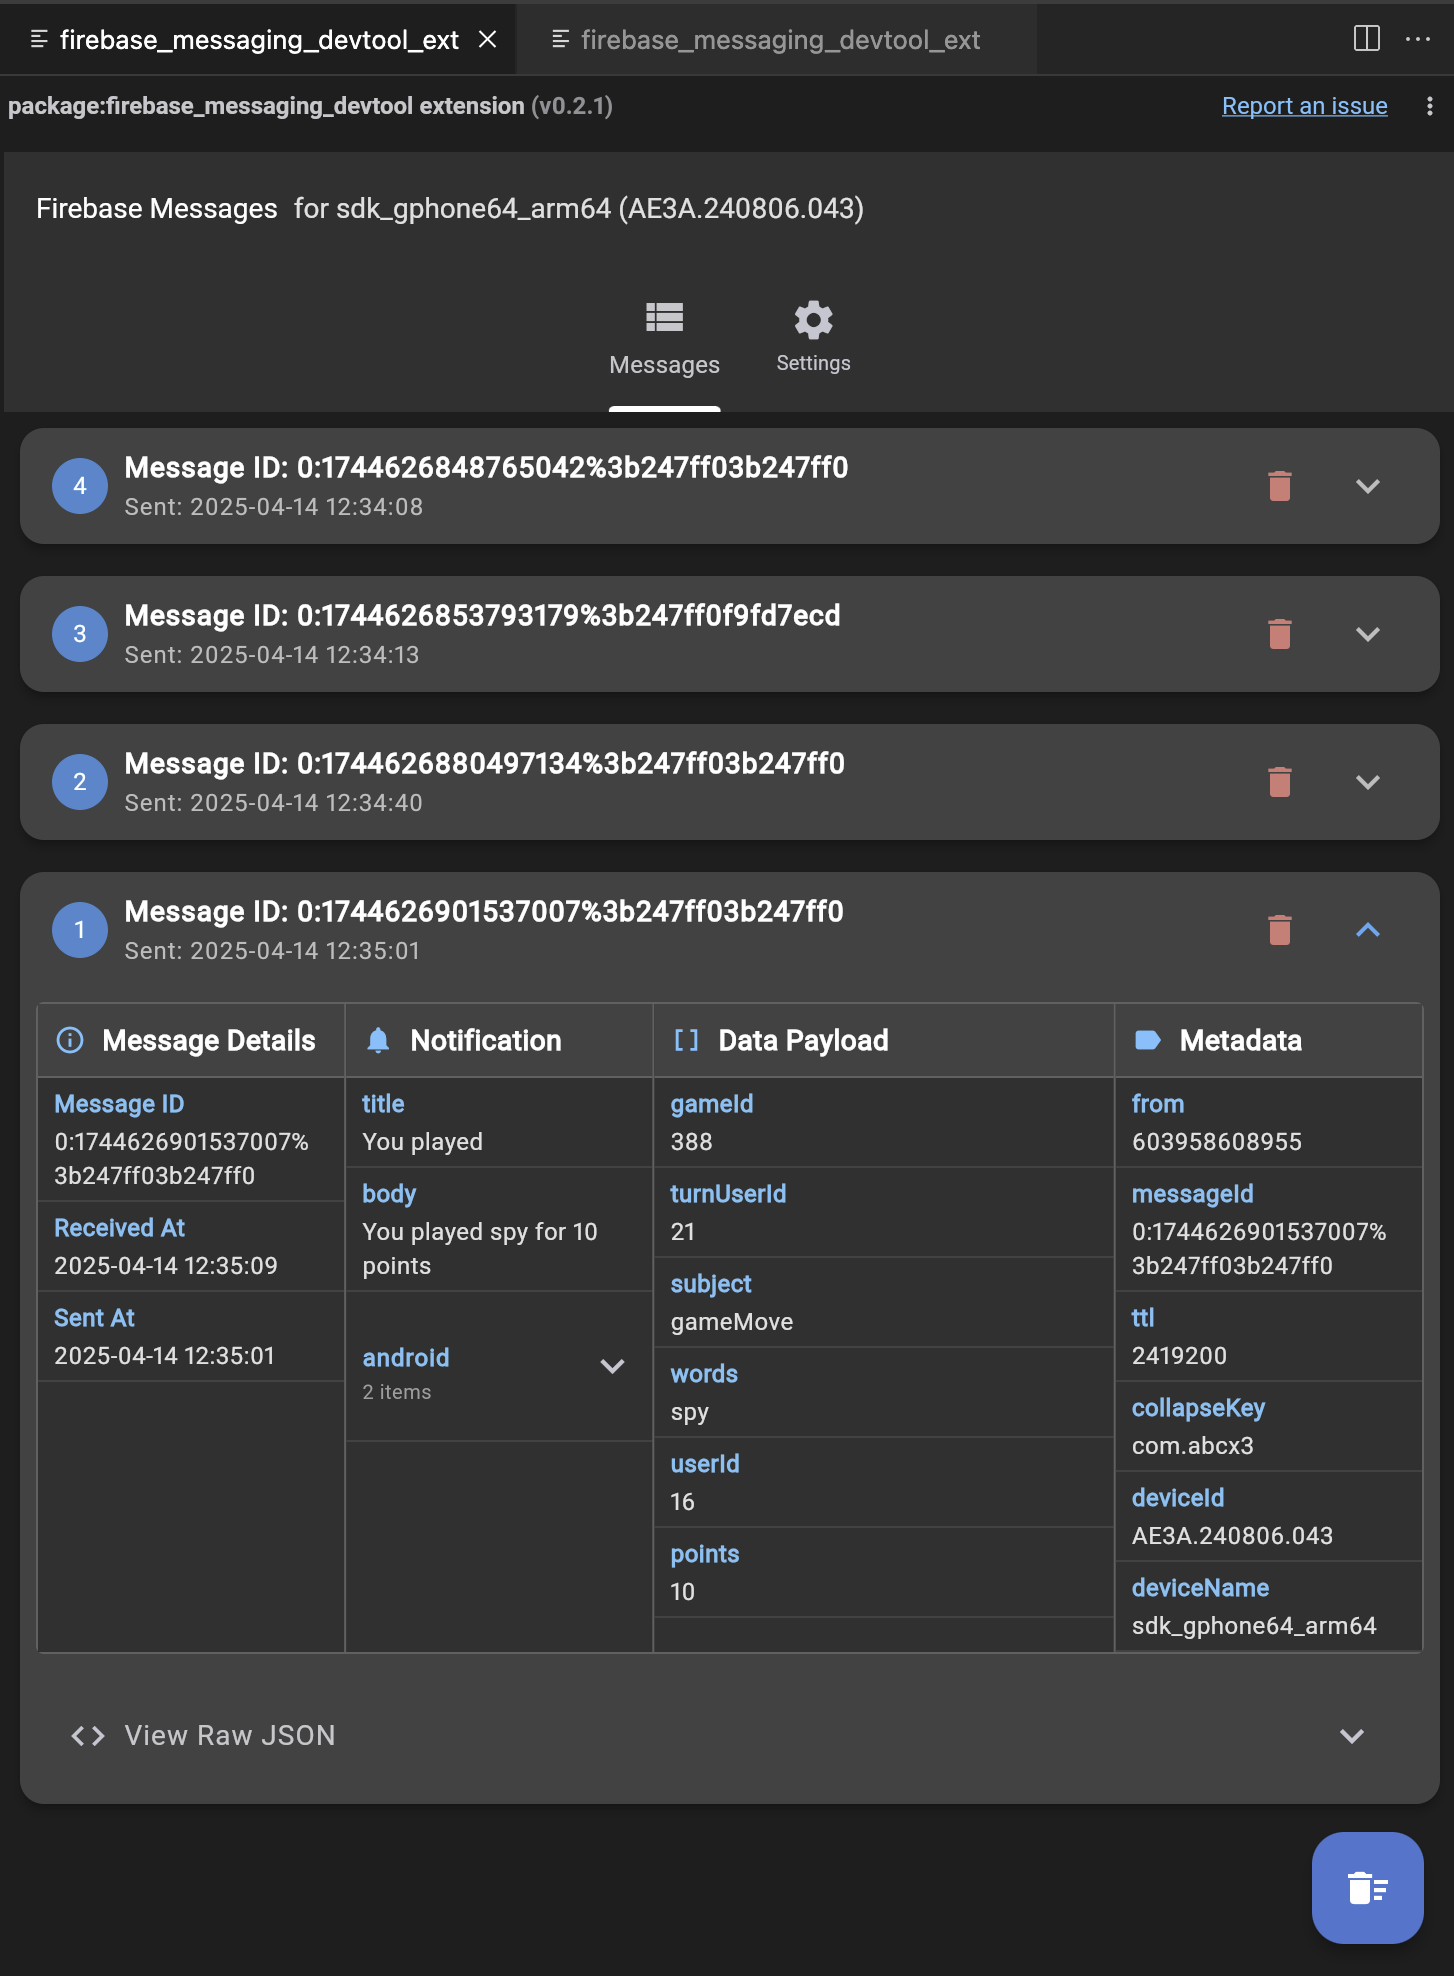 firebase_messaging_devtool_ext
firebase_messaging_devtool_ext
package:firebase_messaging_devtool extension (v0.2.1)
Report an issue
Firebase Messages for sdk_gphone64_arm64 (AE3A.240806.043)
Messages
Settings
4
Message ID: 0:1744626848765042%3b247ff03b247ff0
Sent: 2025-04-14 12:34:08
3
Message ID: 0:1744626853793179%3b247ff0f9fd7ecd
Sent: 2025-04-14 12:34:13
2
Message ID: 0:1744626880497134%3b247ff03b247ff0
Sent: 2025-04-14 12:34:40
1
Message ID: 0:1744626901537007%3b247ff03b247ff0
Sent: 2025-04-14 12:35:01
Message Details
Message ID
0:1744626901537007%
3b247ff03b247ff0
Received At
2025-04-14 12:35:09
Sent At
2025-04-14 12:35:01
Notification
title
You played
body
You played spy for 10
points
android
2 items
[ ] Data Payload
gameId
388
turnUserId
21
subject
gameMove
words
spy
userId
16
points
10
Metadata
from
603958608955
messageId
0:1744626901537007%
3b247ff03b247ff0
ttl
2419200
collapseKey
com.abcx3
deviceId
AE3A.240806.043
deviceName
sdk_gphone64_arm64
<> View Raw JSON